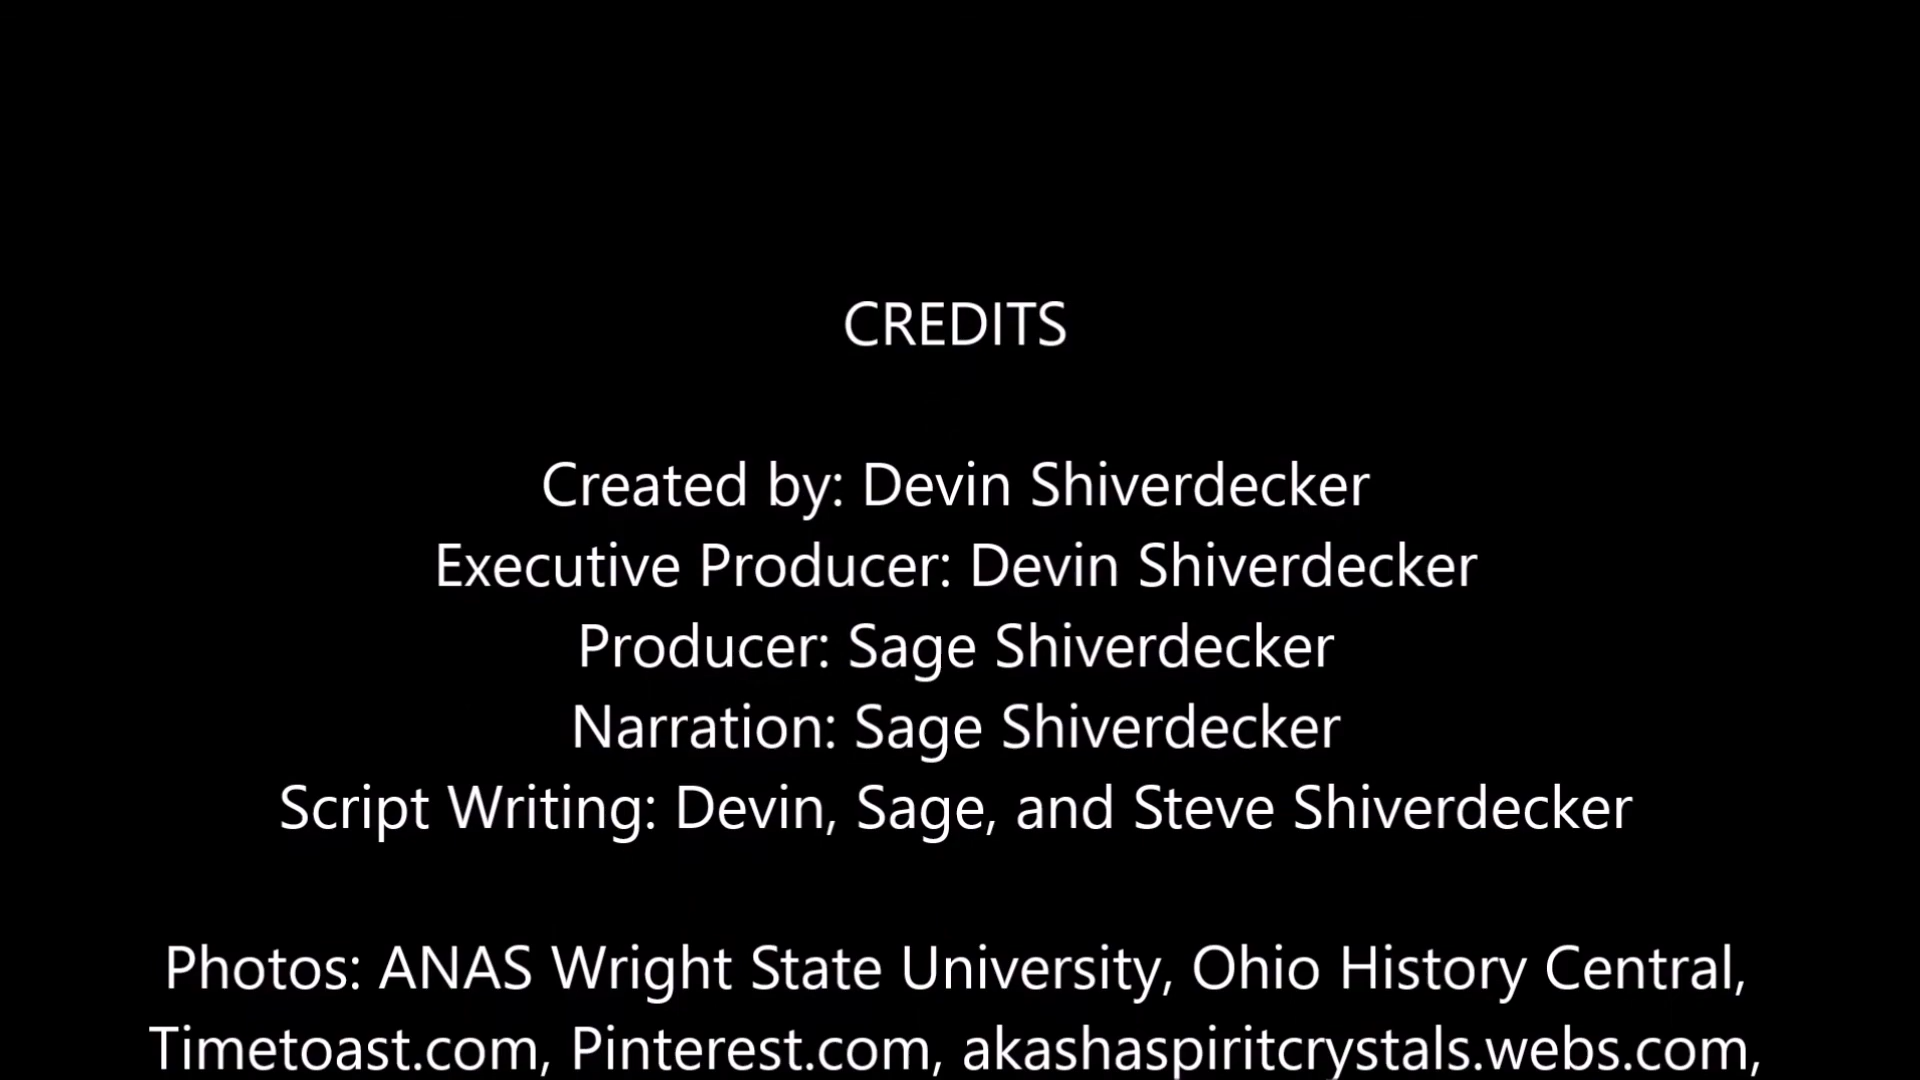 CREDITS
Created by: Devin Shiverdecker
Executive Producer: Devin Shiverdecker
Producer: Sage Shiverdecker
Narration: Sage Shiverdecker
Script Writing: Devin, Sage, and Steve Shiverdecker
Photos: ANAS Wright State University, Ohio History Central,
Timetoast.com, Pinterest.com, akashaspiritcrystals.webs.com,